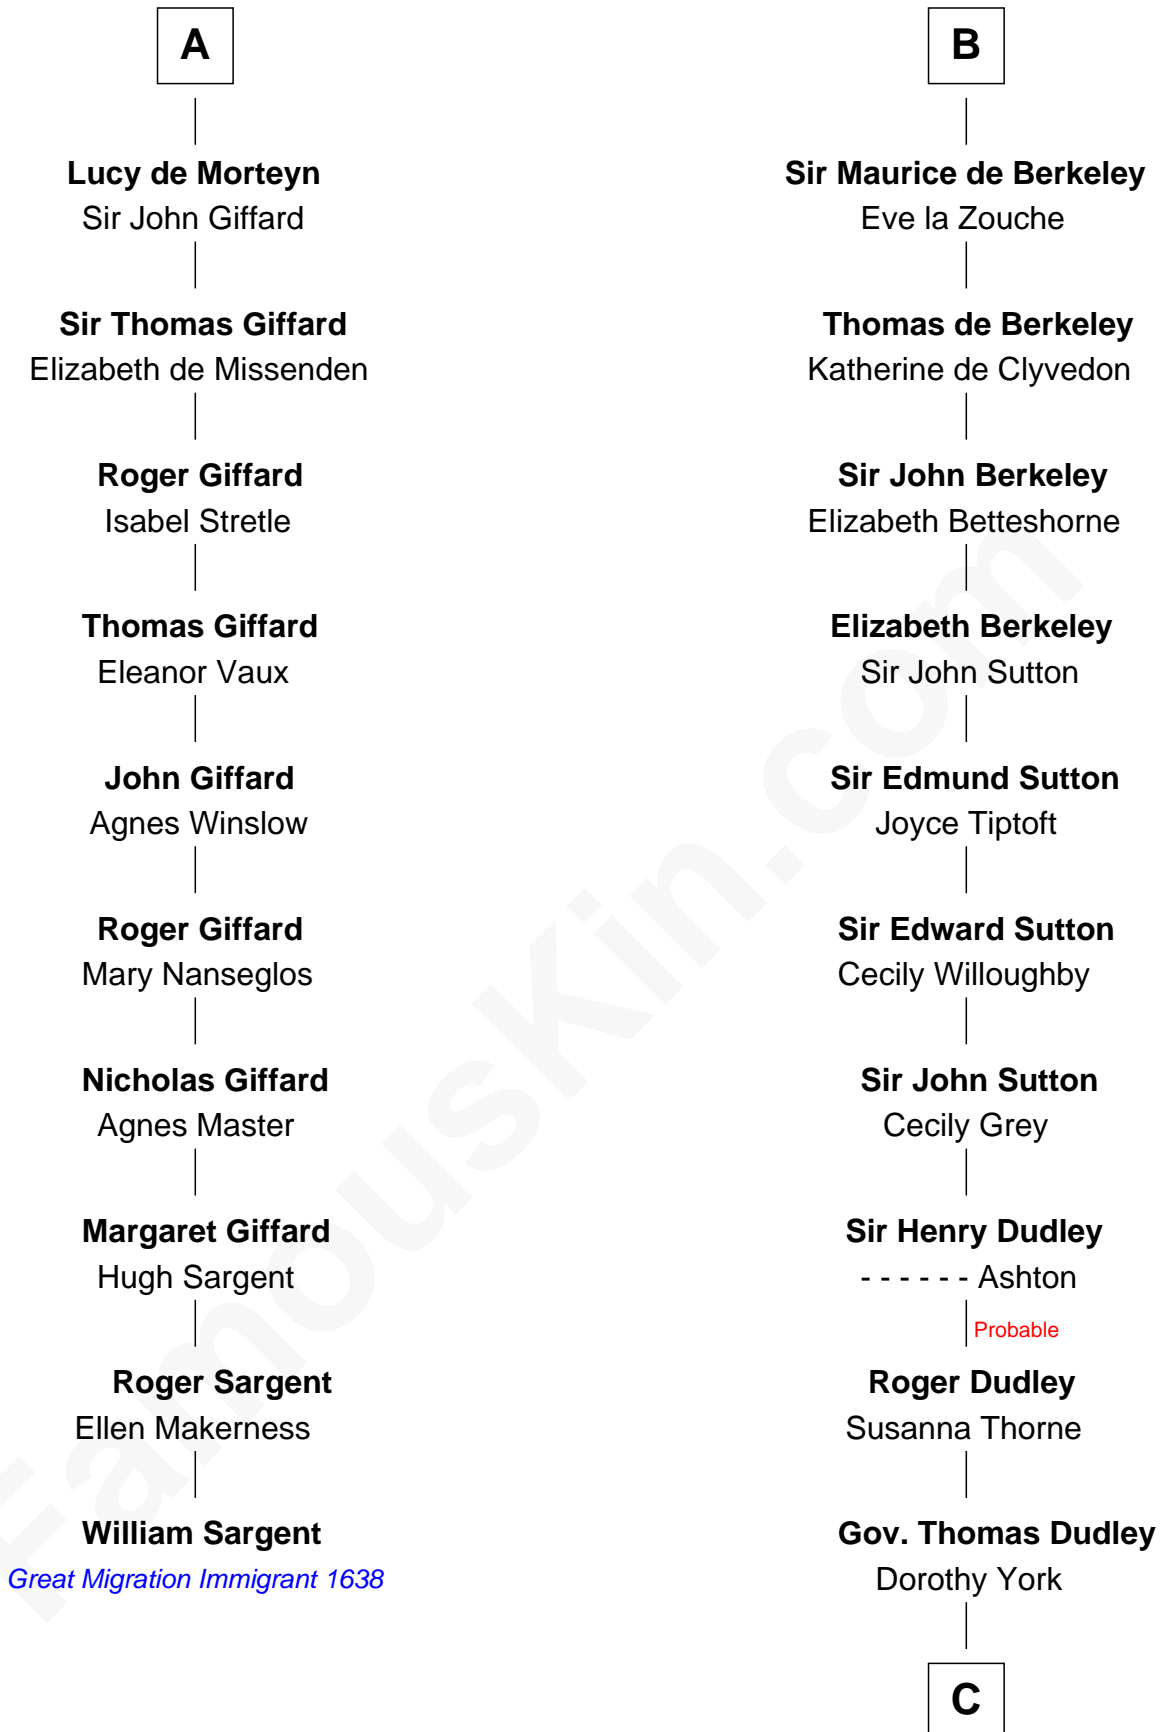 A
Lucy de Morteyn
Sir John Giffard
Sir Thomas Giffard
Elizabeth de Missenden
Roger Giffard
Isabel Stretle
Thomas Giffard
Eleanor Vaux
John Giffard
Agnes Winslow
Roger Giffard
Mary Nanseglos
Nicholas Giffard
Agnes Master
Margaret Giffard
Hugh Sargent
Roger Sargent
Ellen Makerness
William Sargent
Great Migration Immigrant 1638
B
Sir Maurice de Berkeley
Eve la Zouche
Thomas de Berkeley
Katherine de Clyvedon
Sir John Berkeley
Elizabeth Betteshorne
Elizabeth Berkeley
Sir John Sutton
Sir Edmund Sutton
Joyce Tiptoft
Sir Edward Sutton
Cecily Willoughby
Sir John Sutton
Cecily Grey
Sir Henry Dudley
- - - - - - Ashton
Probable
Roger Dudley
Susanna Thorne
Gov. Thomas Dudley
Dorothy York
C
FamousKin.com